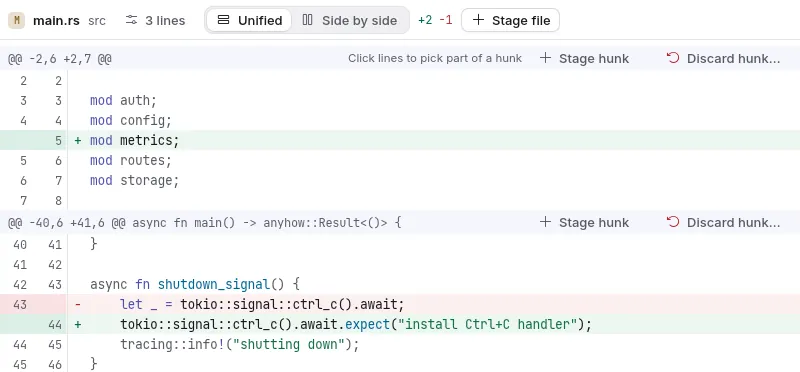 M main.rs src 3 lines Unified Side by side +2 -1 + Stage file
@@ -2,6 +2,7 @@ Click lines to pick part of a hunk + Stage hunk Discard hunk...
2 2
3 3 mod auth;
4 4 mod config;
5 + mod metrics;
5 6 mod routes;
6 7 mod storage;
7 8
@@ -40,6 +41,6 @@ async fn main() -> anyhow::Result<()> { + Stage hunk Discard hunk...
40 41 }
41 42
42 43 async fn shutdown_signal() {
43 - let _ = tokio::signal::ctrl_c().await;
44 + tokio::signal::ctrl_c().await.expect("install Ctrl+C handler");
44 45 tracing::info!("shutting down");
45 46 }